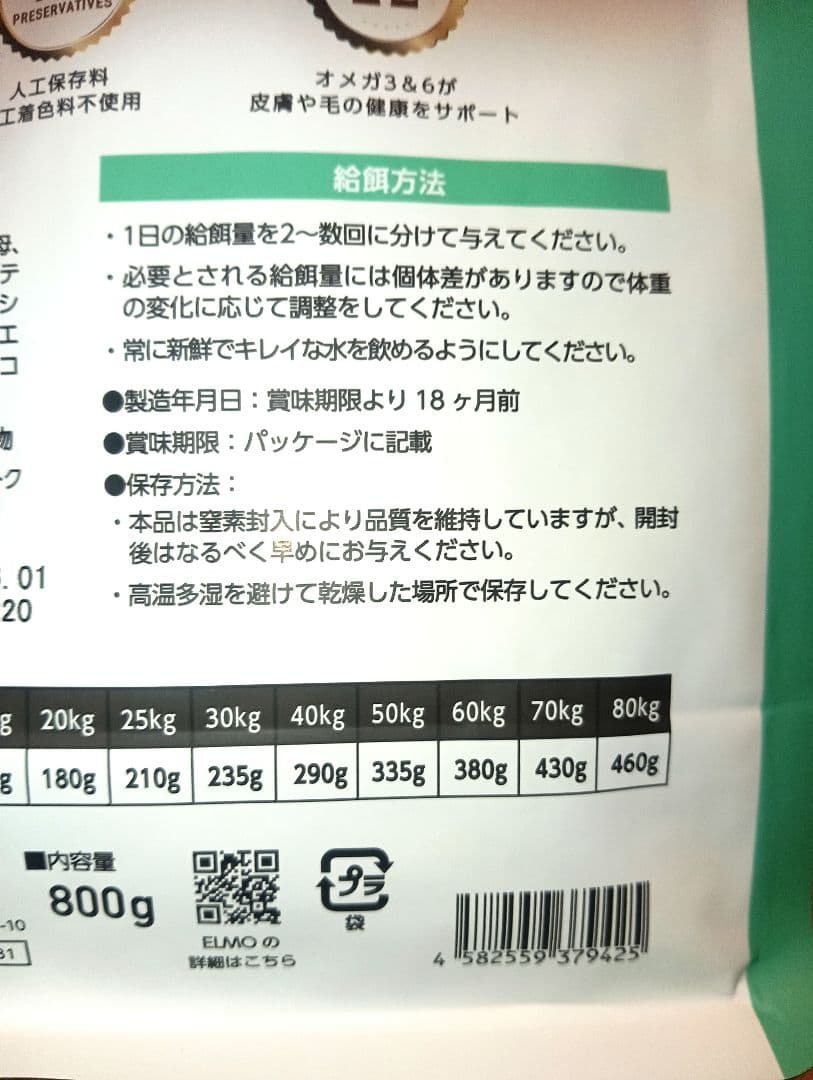 PRESERVATIVES
人工保存料
工着色料不使用
オメガ3&6が
皮膚や毛の健康をサポート
給餌方法
・1日の給餌量を2〜数回に分けて与えてください。
・必要とされる給餌量には個体差がありますので体重
の変化に応じて調整をしてください。
・常に新鮮でキレイな水を飲めるようにしてください。
●製造年月日：賞味期限より18ヶ月前
●賞味期限：パッケージに記載
●保存方法：
・本品は窒素封入により品質を維持していますが、開封
後はなるべく早めにお与えください。
・高温多湿を避けて乾燥した場所で保存してください。
母、
テ
シ
エ
コ
物
ーク
.01
20
g 20kg 25kg 30kg 40kg 50kg 60kg 70kg 80kg
g 180g 210g 235g 290g 335g 380g 430g 460g
■内容量
800g
-10
31
ELMOの
詳細はこちら
プラ
袋
4 582559 379425